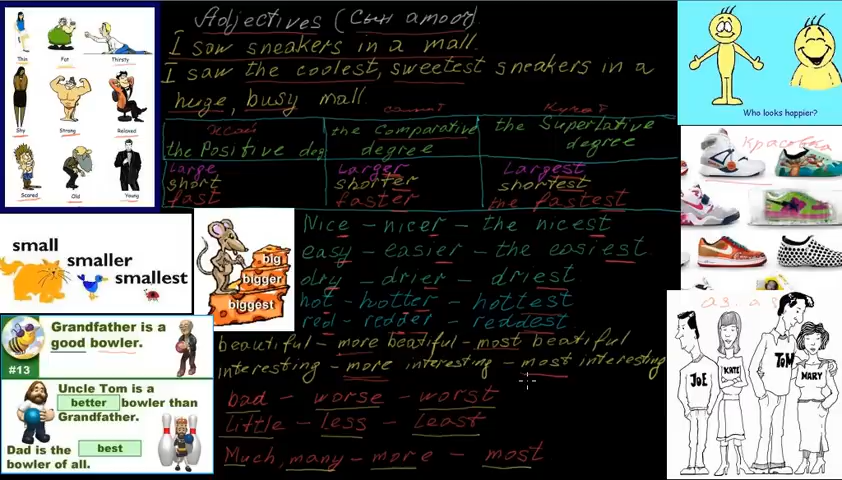 Adjectives (Сын атоот).
I saw sneakers in a mall.
I saw the coolest, sweetest sneakers in a
huge, busy mall.
the Positive deg
the Comparative
degree
the Superlative
degree
large larger largest
short shorter shortest
fast faster the fastest
Nice - nicer - the nicest
easy - easier - the easiest
dry - drier - driest
hot - hotter - hottest
red - redder - reddest
beautiful - more beatiful - most beatiful
interesting - more interesting - most interesting
bad - worse - worst
little - less - least
Much, many - more - most
Thin Fat Thirsty
Shy Strong Relaxed
Scared Old Young
small
smaller
smallest
big
bigger
biggest
Grandfather is a
good bowler.
#13
Uncle Tom is a
better bowler than
Grandfather.
Dad is the best
bowler of all.
Who looks happier?
кросовка
as. as
JOE KATE TOM MARY